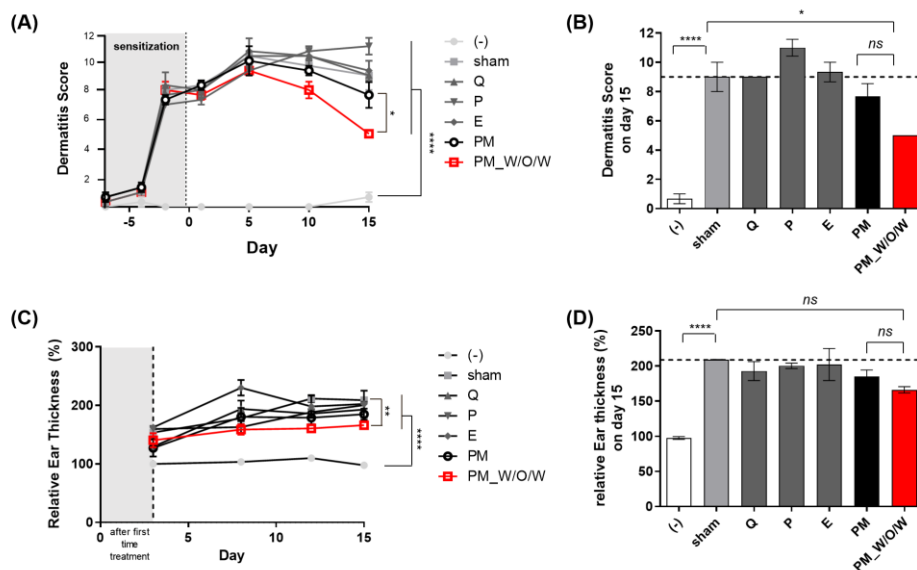 (A)
Dermatitis Score
12
10
8
6
4
2
sensitization
-5
0
5
10
15
Day
*
****
(-)
sham
Q
P
E
PM
PM_W/O/W
(B)
Dermatitis Score
on day 15
14
12
10
8
6
4
2
0
****
*
ns
(-)
sham
Q
P
E
PM
PM_W/O/W
(C)
Relative Ear Thickness (%)
300
200
100
0
after first
time
treatment
5
10
15
Day
**
****
(-)
sham
Q
P
E
PM
PM_W/O/W
(D)
relative Ear thickness (%)
on day 15
250
200
150
100
50
0
****
ns
ns
(-)
sham
Q
P
E
PM
PM_W/O/W